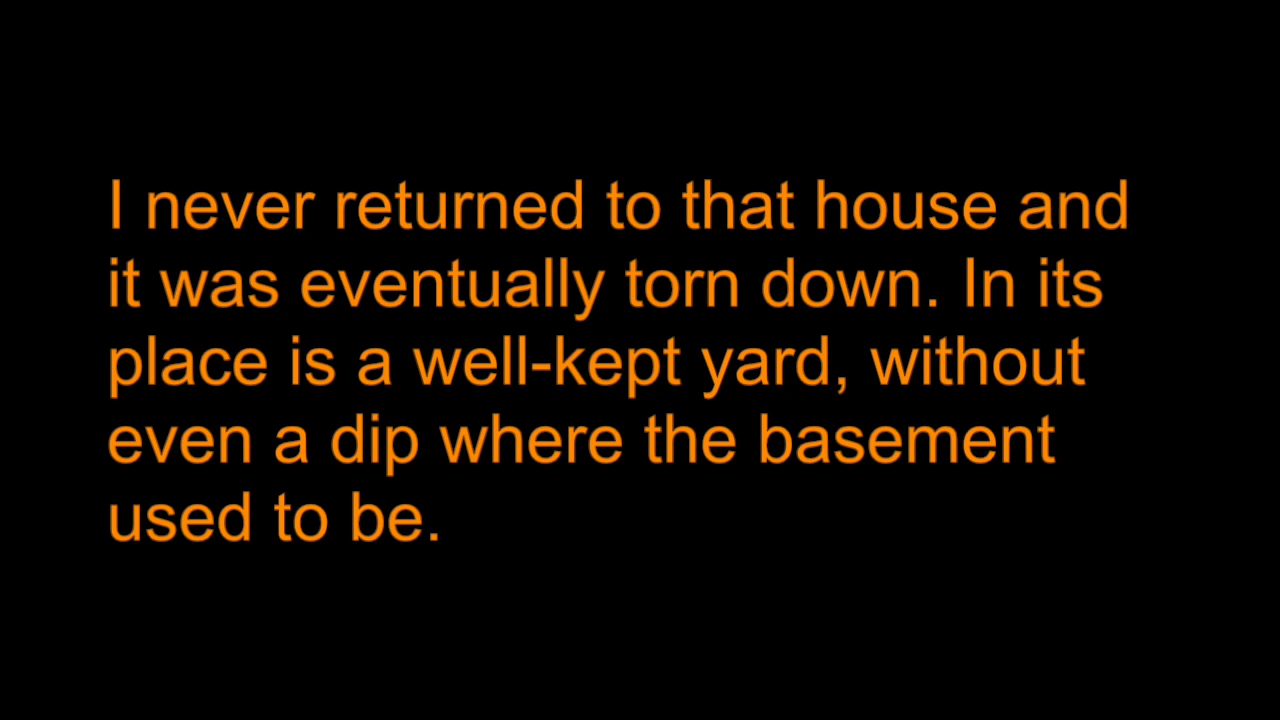 I never returned to that house and
it was eventually torn down. In its
place is a well-kept yard, without
even a dip where the basement
used to be.